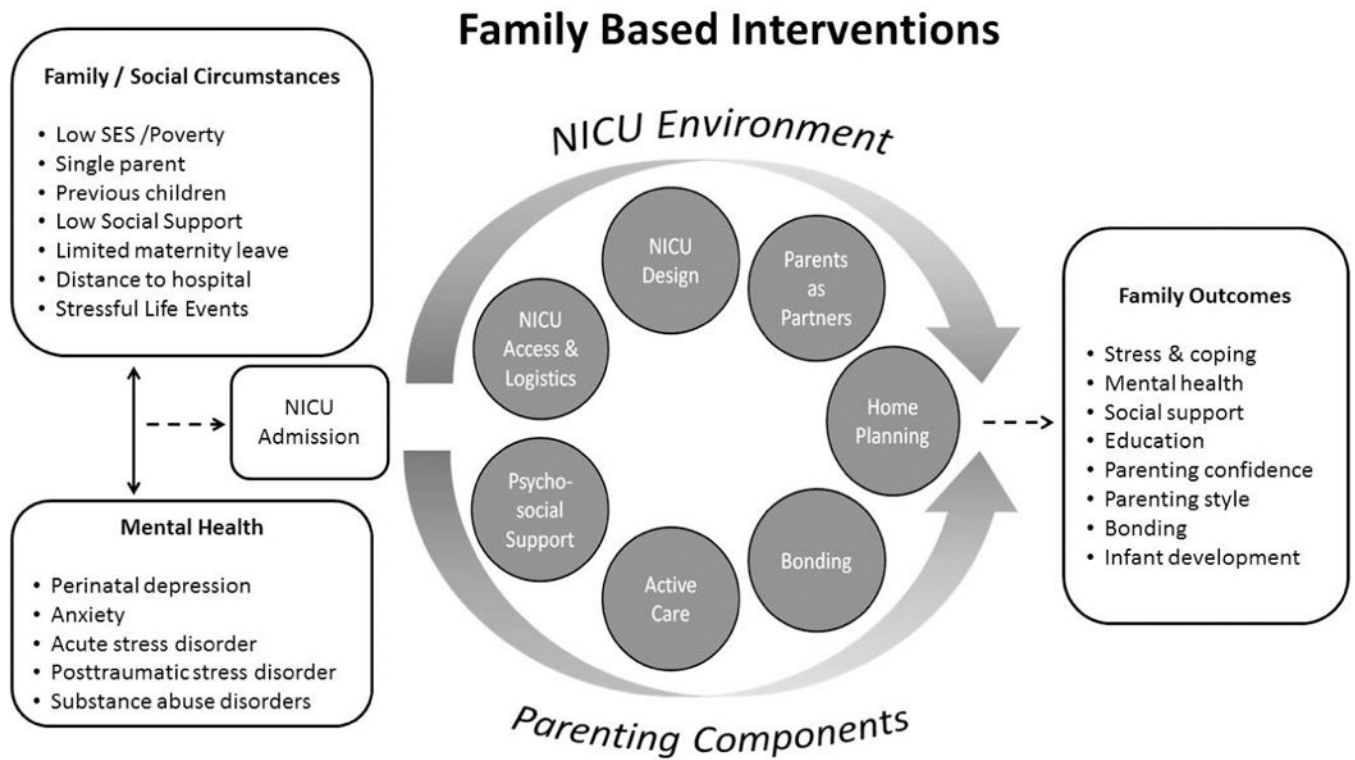 Family Based Interventions
Family / Social Circumstances
• Low SES /Poverty
• Single parent
• Previous children
• Low Social Support
• Limited maternity leave
• Distance to hospital
• Stressful Life Events
NICU
Admission
Mental Health
• Perinatal depression
• Anxiety
• Acute stress disorder
• Posttraumatic stress disorder
• Substance abuse disorders
NICU Environment
NICU
Access &
Logistics
NICU
Design
Parents
as
Partners
Home
Planning
Psycho-
social
Support
Active
Care
Bonding
Parenting Components
Family Outcomes
• Stress & coping
• Mental health
• Social support
• Education
• Parenting confidence
• Parenting style
• Bonding
• Infant development